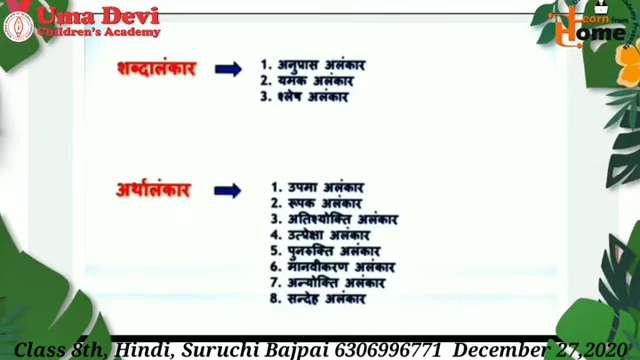 Uma Devi
Children's Academy
Learn from
Home
शब्दालंकार
1. अनुप्रास अलंकार
2. यमक अलंकार
3. श्लेष अलंकार
अर्थालंकार
1. उपमा अलंकार
2. रूपक अलंकार
3. अतिश्योक्ति अलंकार
4. उत्प्रेक्षा अलंकार
5. पुनरुक्ति अलंकार
6. मानवीकरण अलंकार
7. अन्योक्ति अलंकार
8. सन्देह अलंकार
Class 8th, Hindi, Suruchi Bajpai 6306996771 December 27,2020